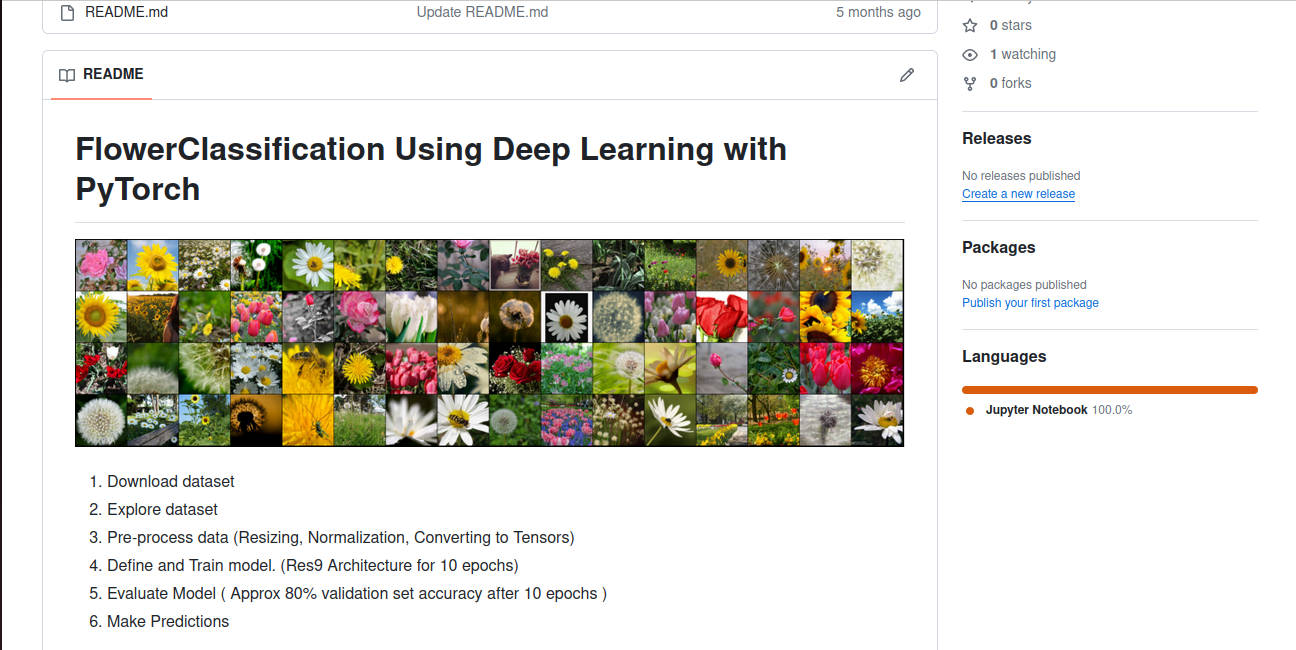 README.md Update README.md 5 months ago
README
FlowerClassification Using Deep Learning with
PyTorch
1. Download dataset
2. Explore dataset
3. Pre-process data (Resizing, Normalization, Converting to Tensors)
4. Define and Train model. (Res9 Architecture for 10 epochs)
5. Evaluate Model ( Approx 80% validation set accuracy after 10 epochs )
6. Make Predictions
0 stars
1 watching
0 forks
Releases
No releases published
Create a new release
Packages
No packages published
Publish your first package
Languages
Jupyter Notebook 100.0%